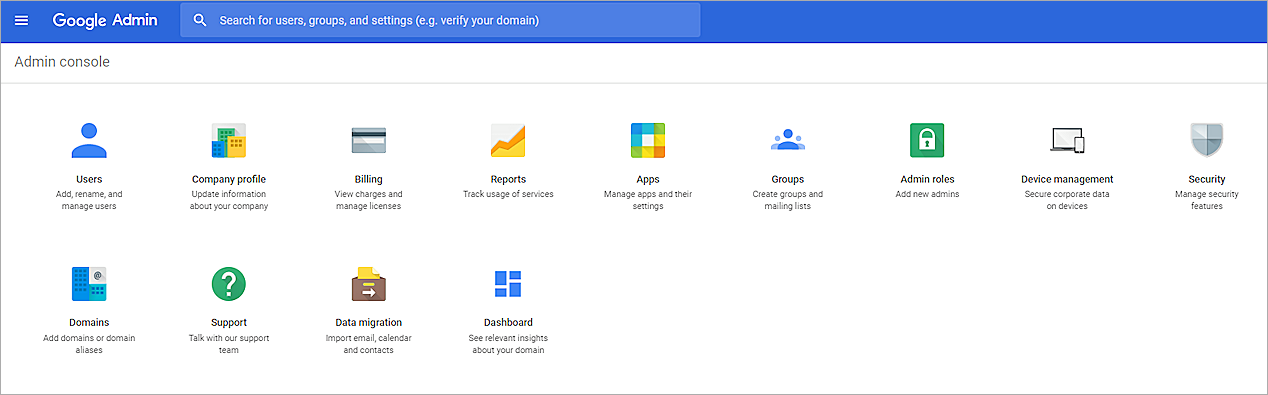 Google Admin
Search for users, groups, and settings (e.g. verify your domain)
Admin console
Users
Add, rename, and
manage users
Company profile
Update information
about your company
Billing
View charges and
manage licenses
Reports
Track usage of services
Apps
Manage apps and their
settings
Groups
Create groups and
mailing lists
Admin roles
Add new admins
Device management
Secure corporate data
on devices
Security
Manage security
features
@
Domains
Add domains or domain
aliases
?
Support
Talk with our support
team
Data migration
Import email, calendar
and contacts
Dashboard
See relevant insights
about your domain